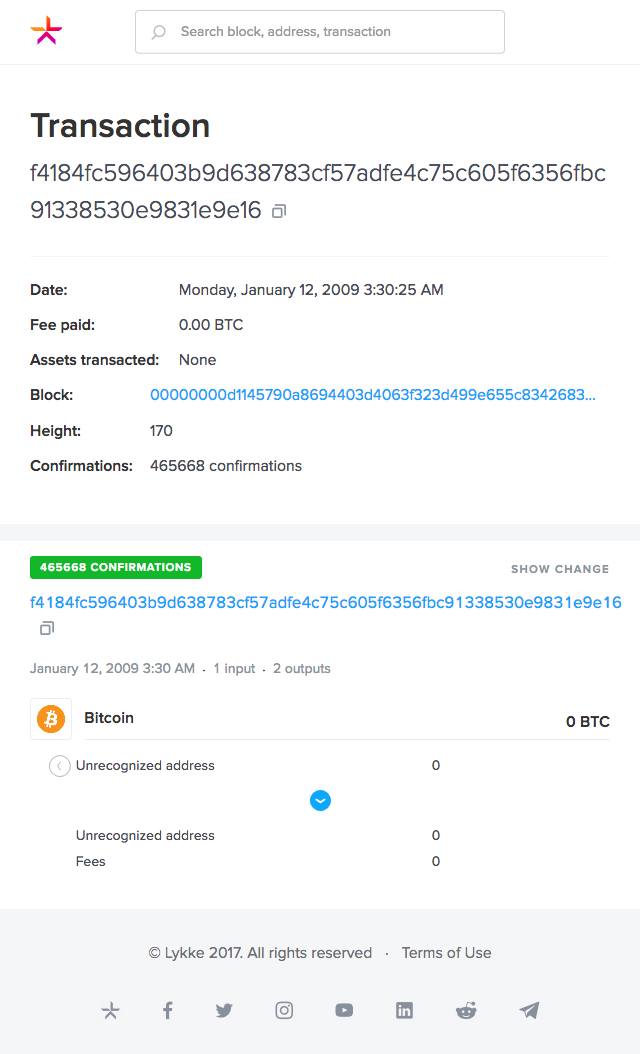 Search block, address, transaction
Transaction
f4184fc596403b9d638783cf57adfe4c75c605f6356fbc
91338530e9831e9e16
Date: Monday, January 12, 2009 3:30:25 AM
Fee paid: 0.00 BTC
Assets transacted: None
Block: 00000000d1145790a8694403d4063f323d499e655c8342683...
Height: 170
Confirmations: 465668 confirmations
465668 CONFIRMATIONS SHOW CHANGE
f4184fc596403b9d638783cf57adfe4c75c605f6356fbc91338530e9831e9e16
January 12, 2009 3:30 AM · 1 input · 2 outputs
Bitcoin 0 BTC
Unrecognized address 0
Unrecognized address 0
Fees 0
© Lykke 2017. All rights reserved · Terms of Use